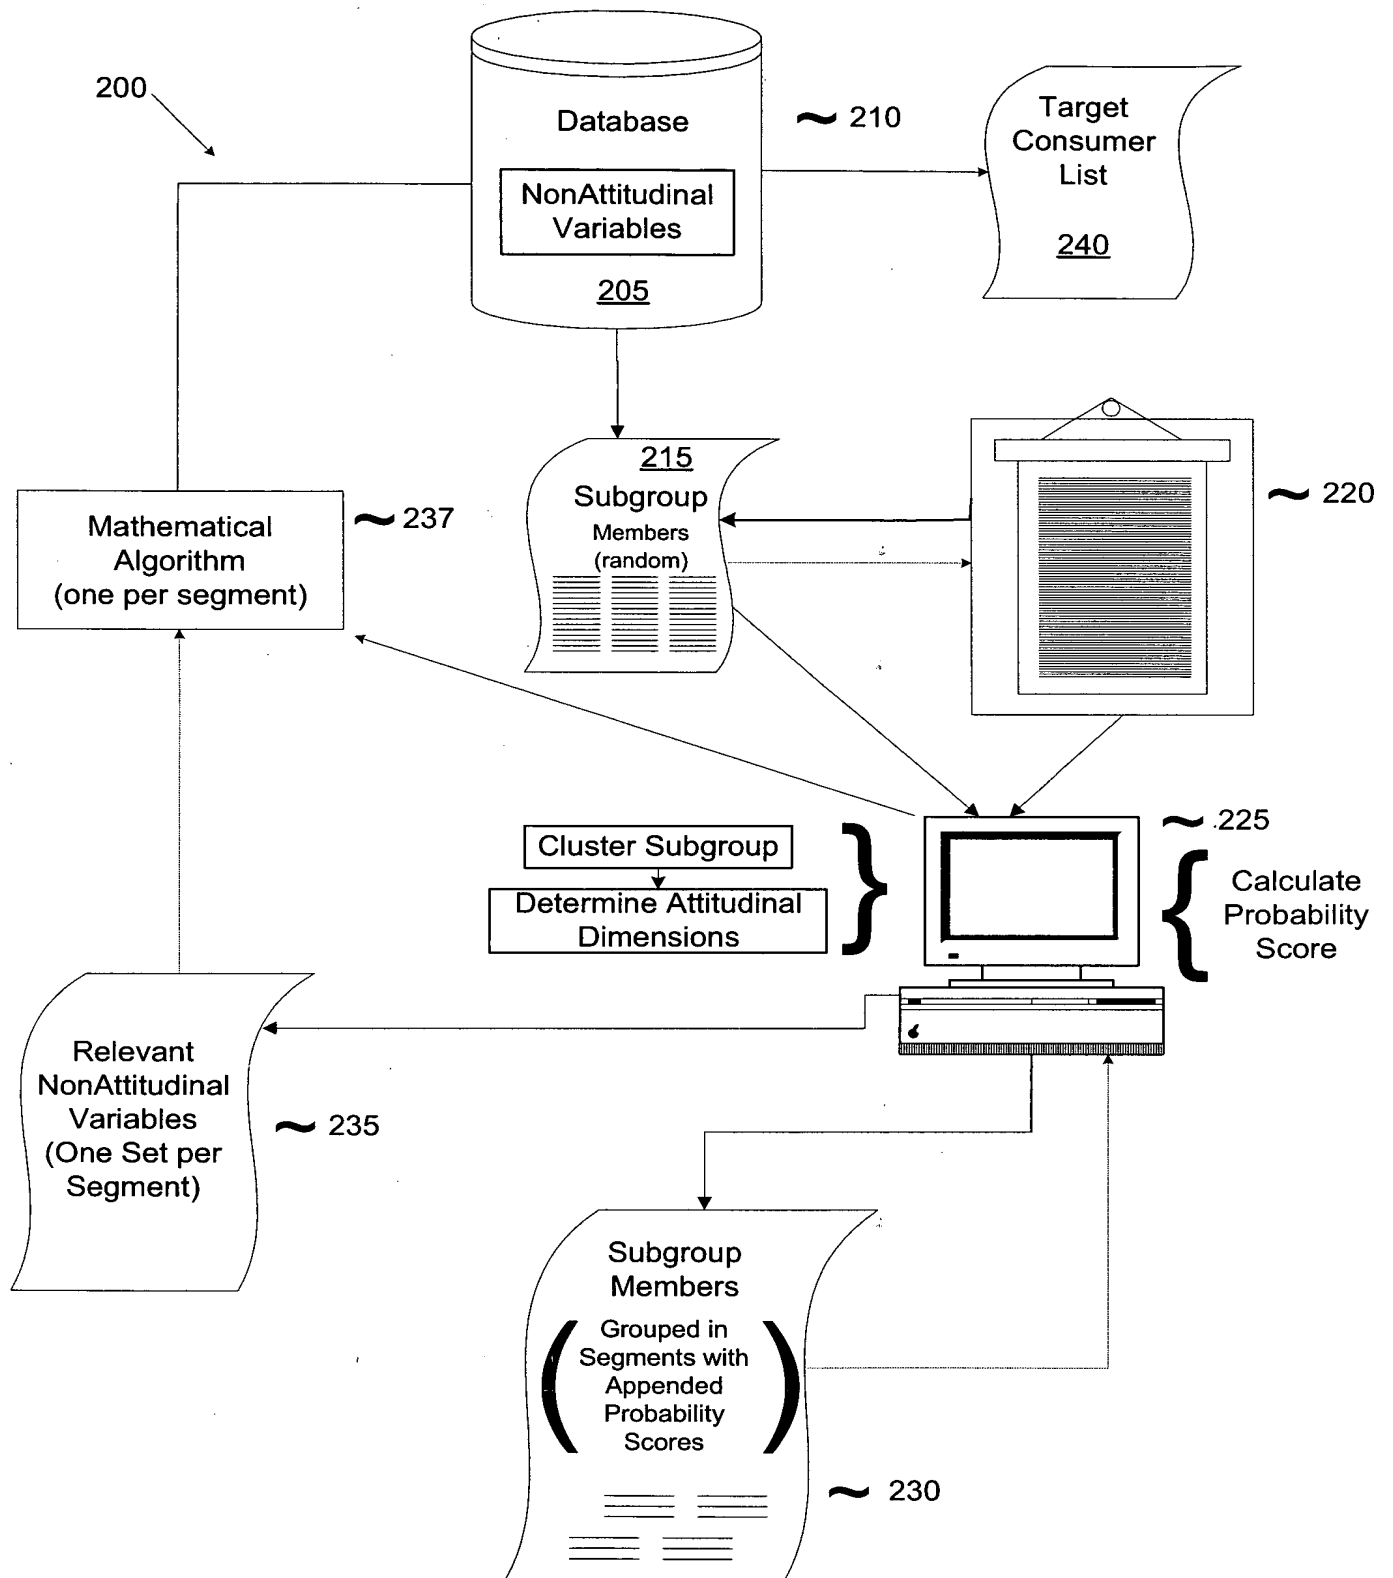 200
Database
210
NonAttitudinal
Variables
205
Target
Consumer
List
240
215
Subgroup
Members
(random)
220
Mathematical
Algorithm
(one per segment)
237
225
Cluster Subgroup
Determine Attitudinal
Dimensions
Calculate
Probability
Score
Relevant
NonAttitudinal
Variables
(One Set per
Segment)
235
Subgroup
Members
Grouped in
Segments with
Appended
Probability
Scores
230